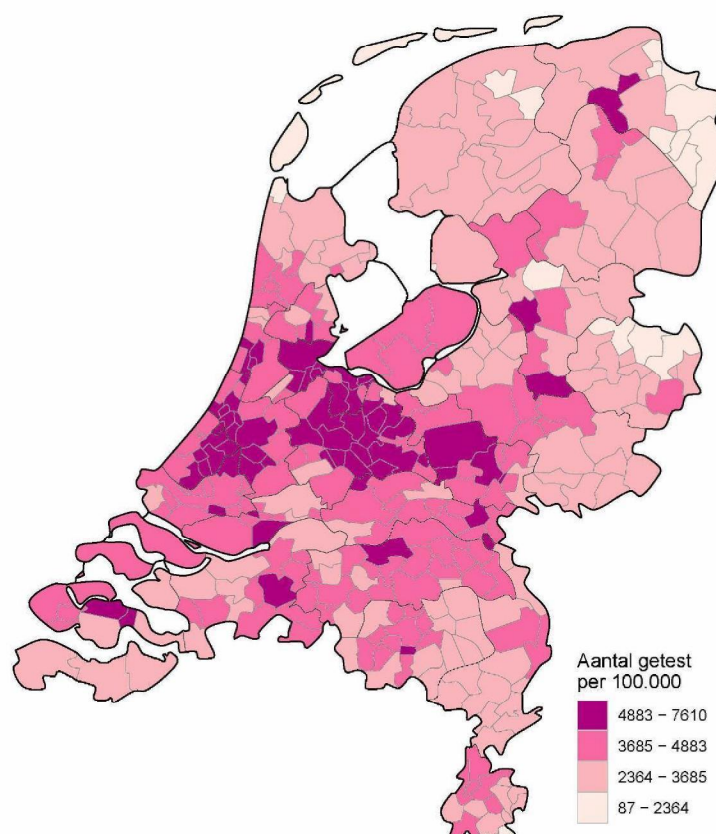 Aantal getest
per 100.000
4883 – 7610
3685 – 4883
2364 – 3685
87 – 2364